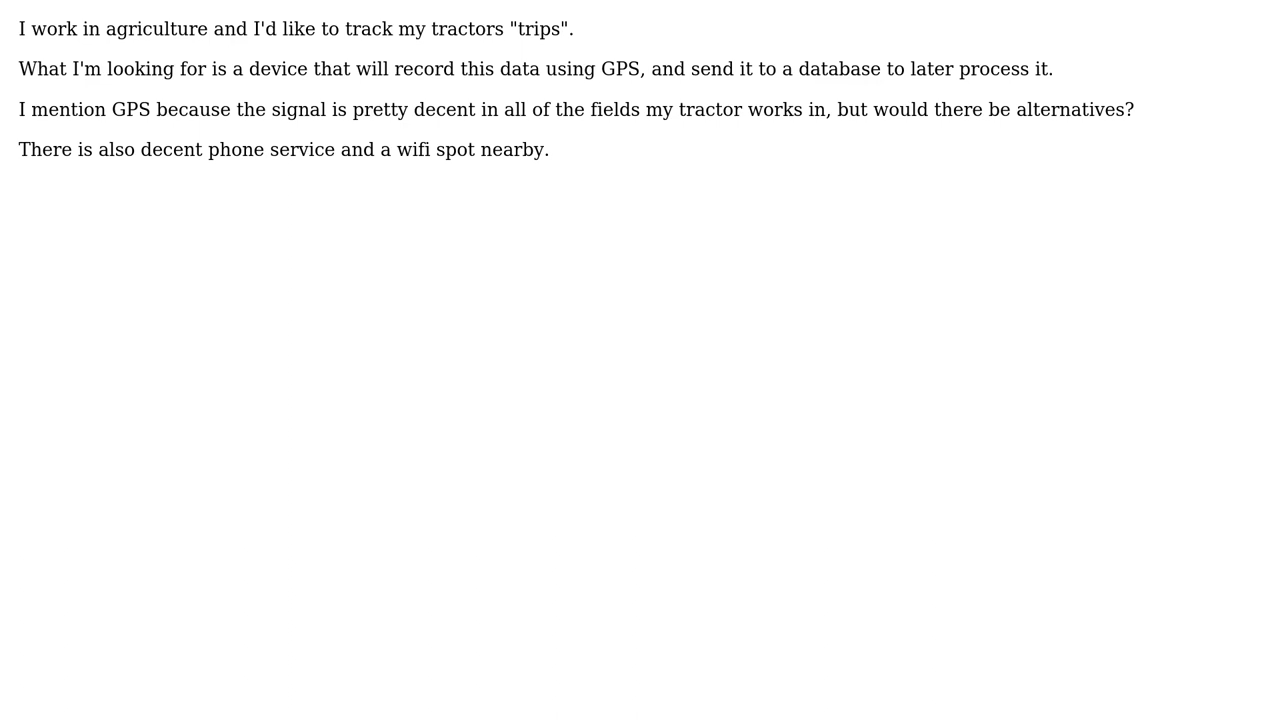 I work in agriculture and I'd like to track my tractors "trips".
What I'm looking for is a device that will record this data using GPS, and send it to a database to later process it.
I mention GPS because the signal is pretty decent in all of the fields my tractor works in, but would there be alternatives?
There is also decent phone service and a wifi spot nearby.